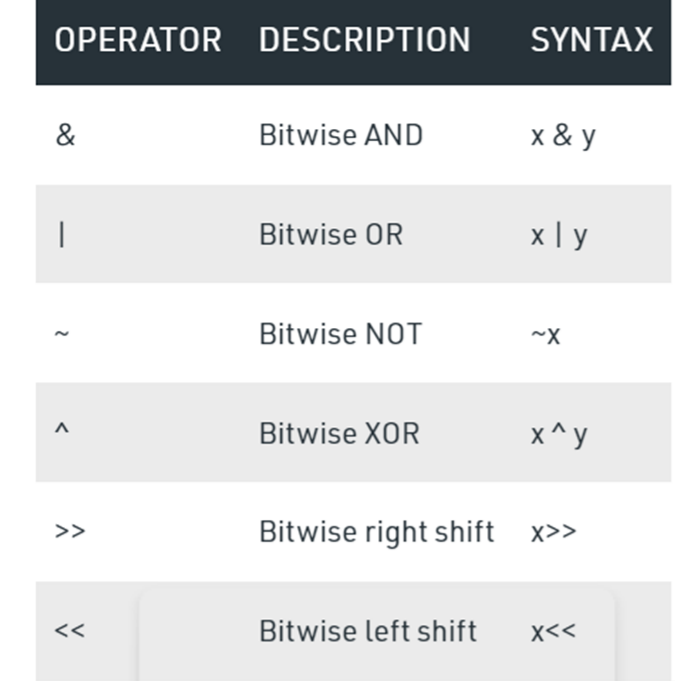 OPERATOR DESCRIPTION SYNTAX
& Bitwise AND x & y
| Bitwise OR x | y
~ Bitwise NOT ~x
^ Bitwise XOR x ^ y
>> Bitwise right shift x>>
<< Bitwise left shift x<<